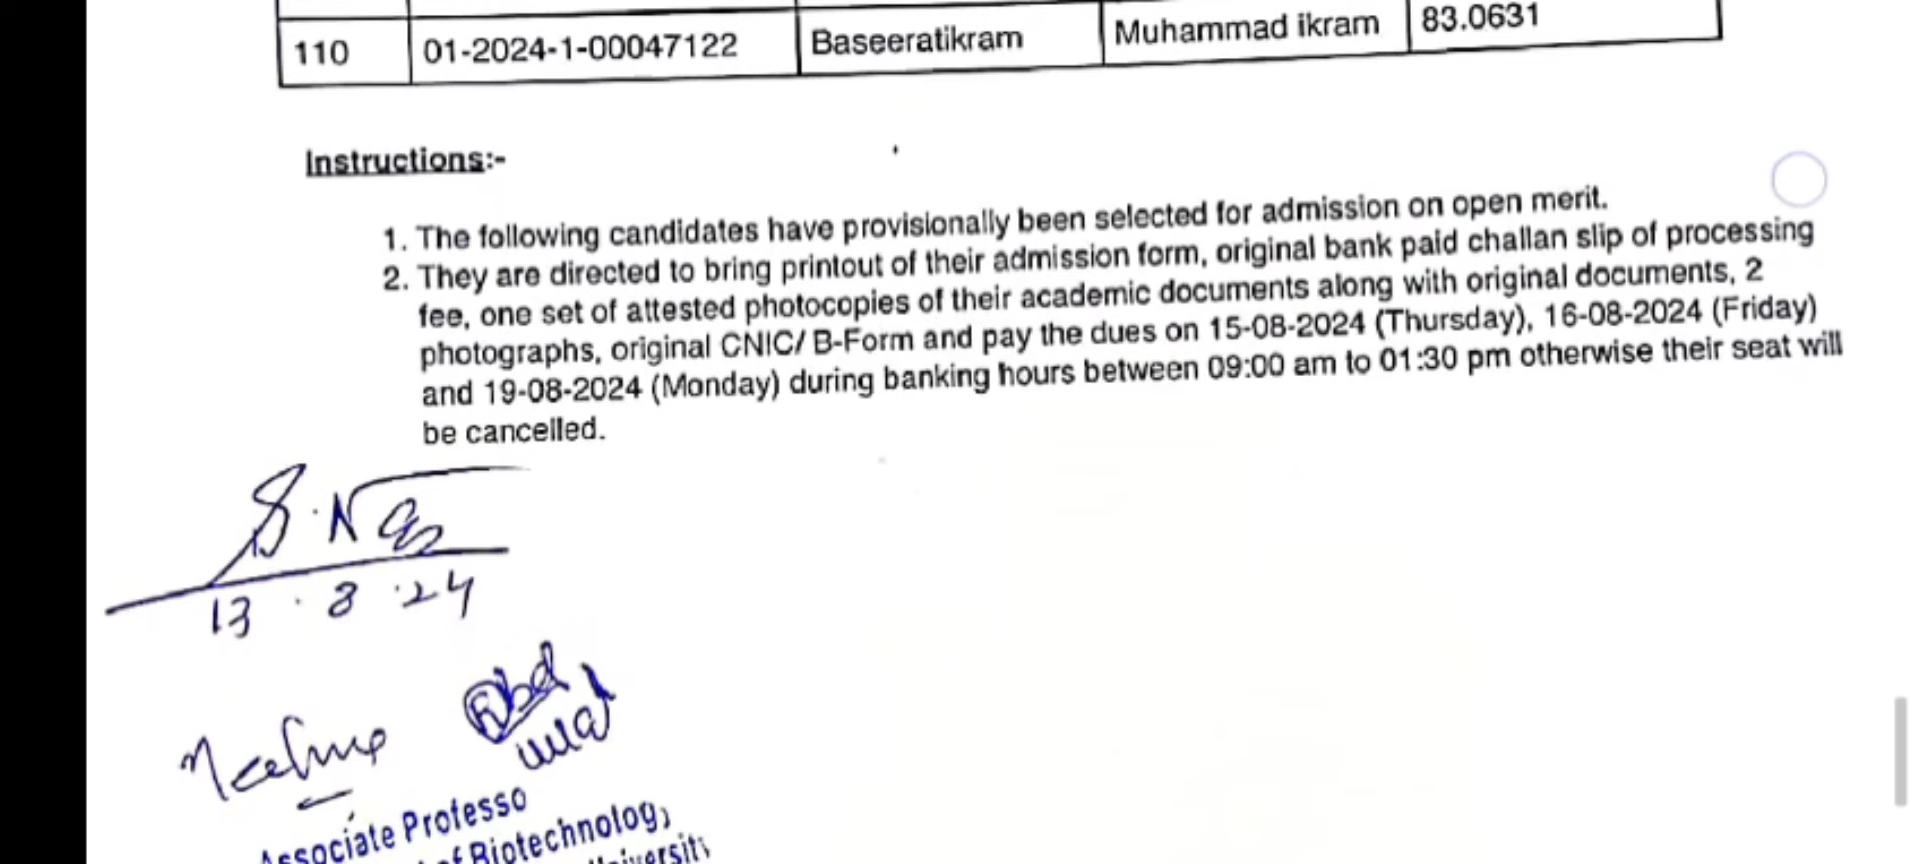 110 01-2024-1-00047122 Baseeratikram Muhammad ikram 83.0631
Instructions:-
1. The following candidates have provisionally been selected for admission on open merit.
2. They are directed to bring printout of their admission form, original bank paid challan slip of processing
fee, one set of attested photocopies of their academic documents along with original documents, 2
photographs, original CNIC/ B-Form and pay the dues on 15-08-2024 (Thursday), 16-08-2024 (Friday)
and 19-08-2024 (Monday) during banking hours between 09:00 am to 01:30 pm otherwise their seat will
be cancelled.
13.8.24
Associate Professo
of Biotechnology